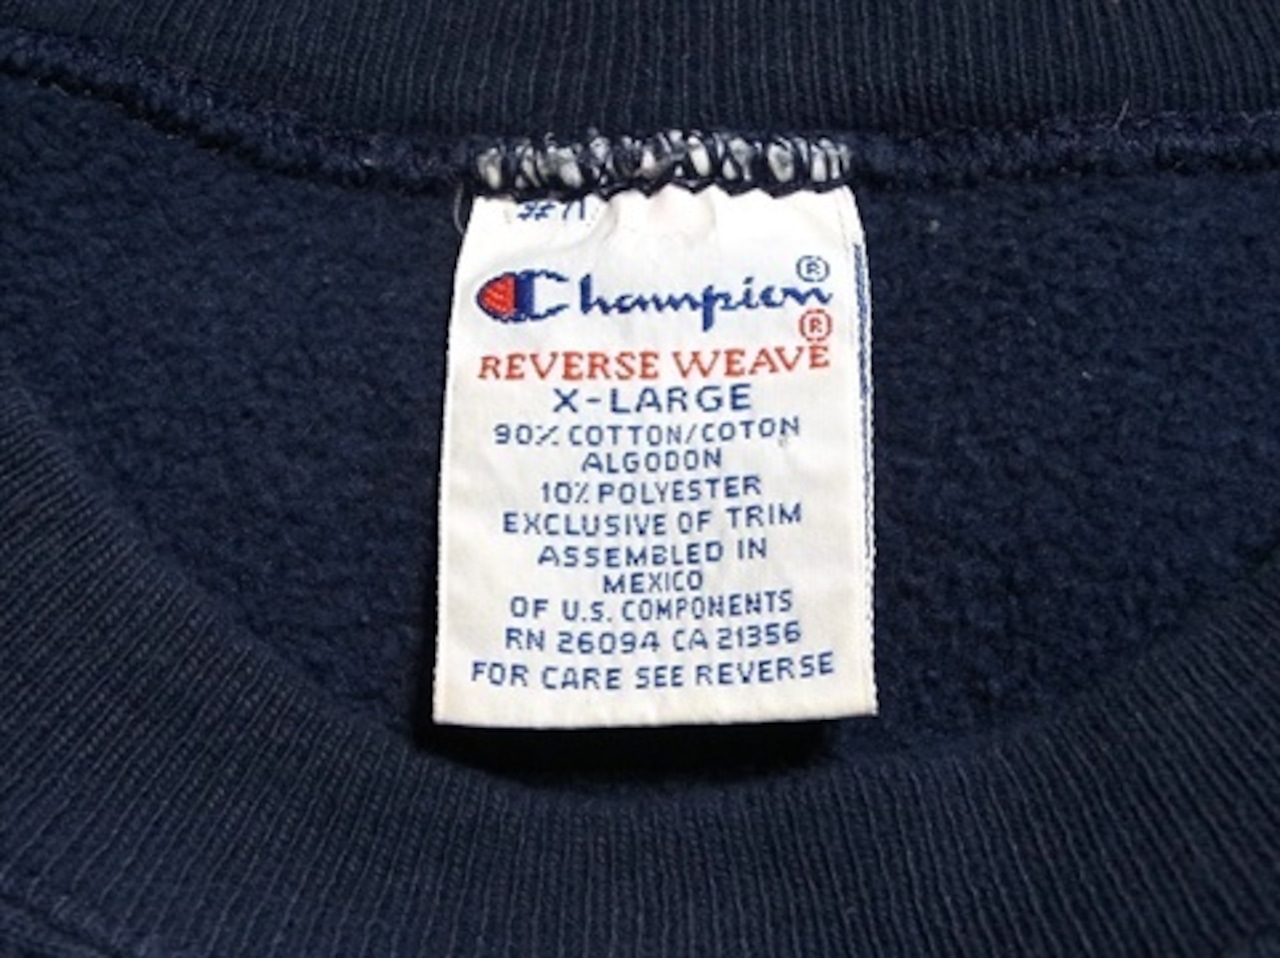 Champion®
REVERSE WEAVE®
X-LARGE
90% COTTON/COTON
ALGODON
10% POLYESTER
EXCLUSIVE OF TRIM
ASSEMBLED IN
MEXICO
OF U.S. COMPONENTS
RN 26094 CA 21356
FOR CARE SEE REVERSE